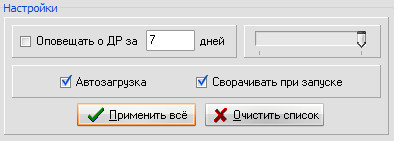 Настройки
Оповещать о ДР за 7 дней
Автозагрузка Сворачивать при запуске
Применить всё Очистить список